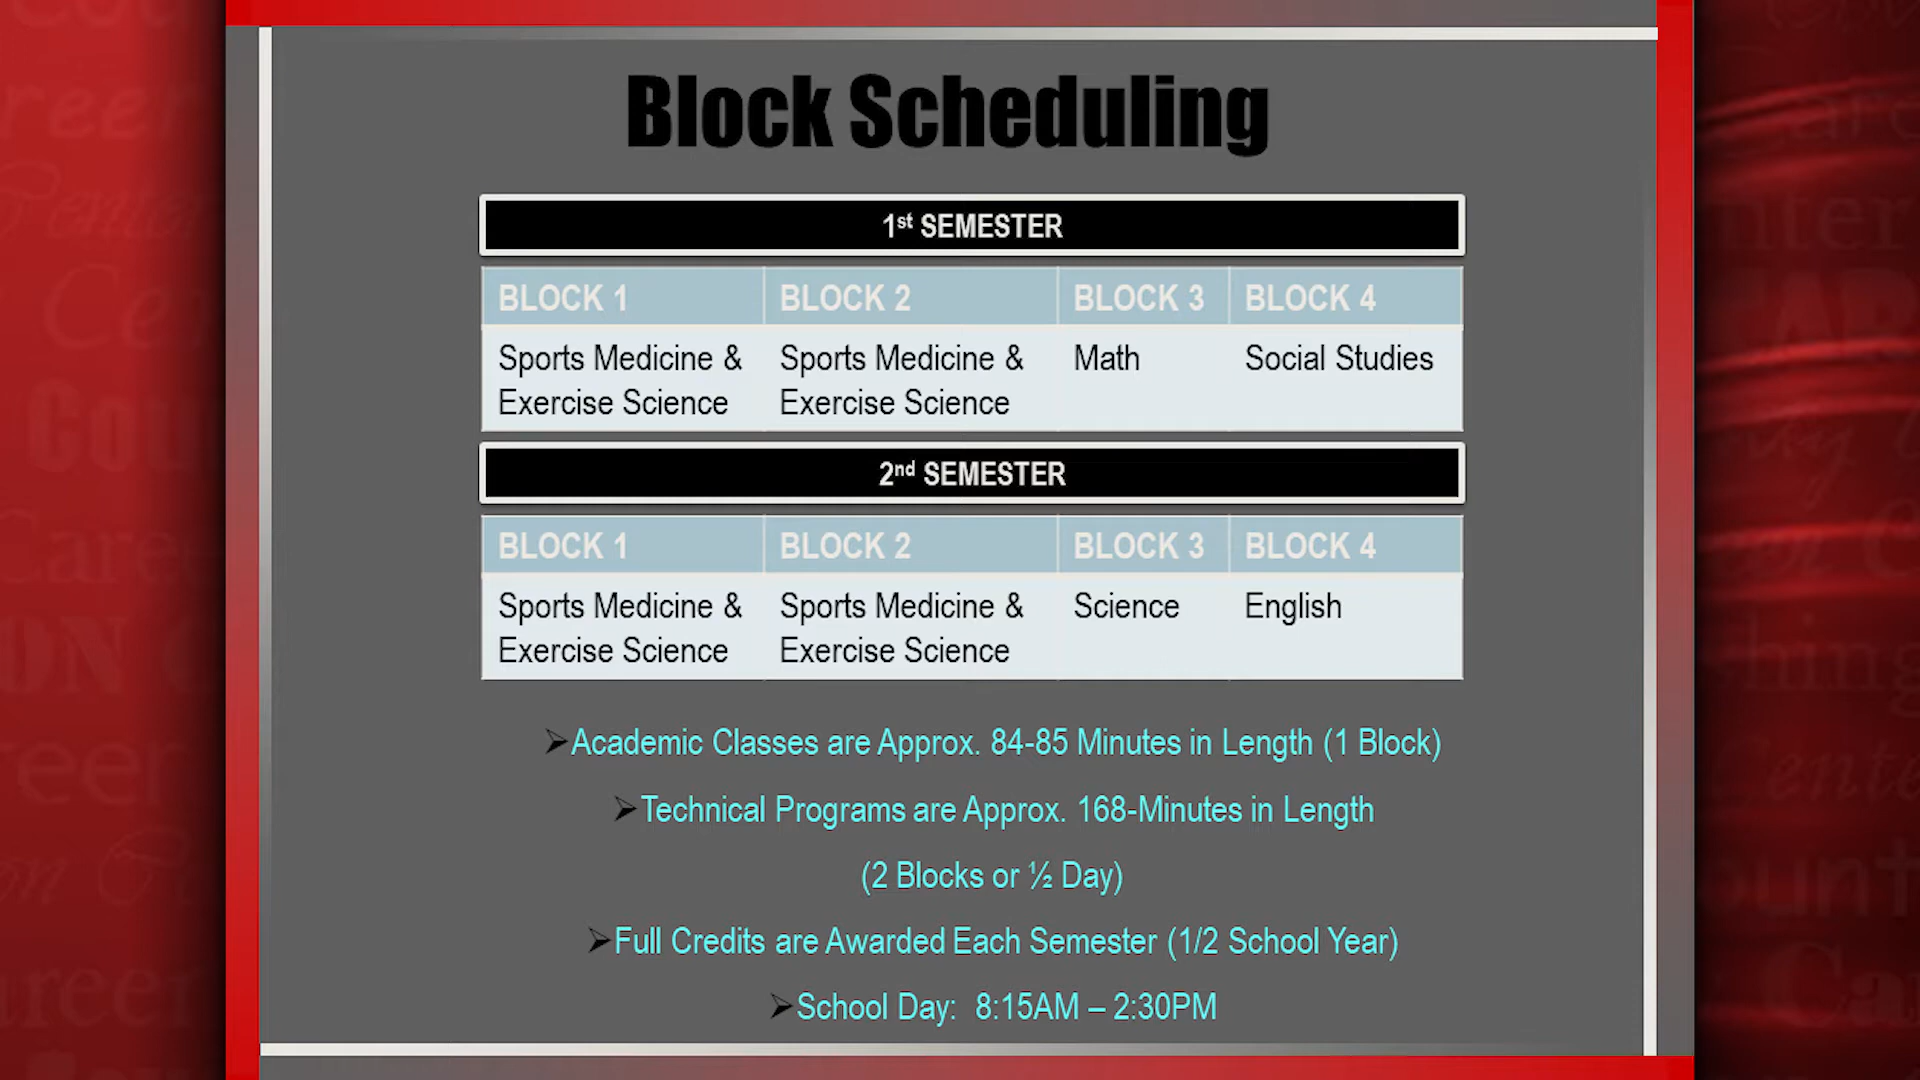 Block Scheduling
1st SEMESTER
BLOCK 1 BLOCK 2 BLOCK 3 BLOCK 4
Sports Medicine & Sports Medicine & Math Social Studies
Exercise Science Exercise Science
2nd SEMESTER
BLOCK 1 BLOCK 2 BLOCK 3 BLOCK 4
Sports Medicine & Sports Medicine & Science English
Exercise Science Exercise Science
➢Academic Classes are Approx. 84-85 Minutes in Length (1 Block)
➢Technical Programs are Approx. 168-Minutes in Length
(2 Blocks or ½ Day)
➢Full Credits are Awarded Each Semester (1/2 School Year)
➢School Day: 8:15AM – 2:30PM